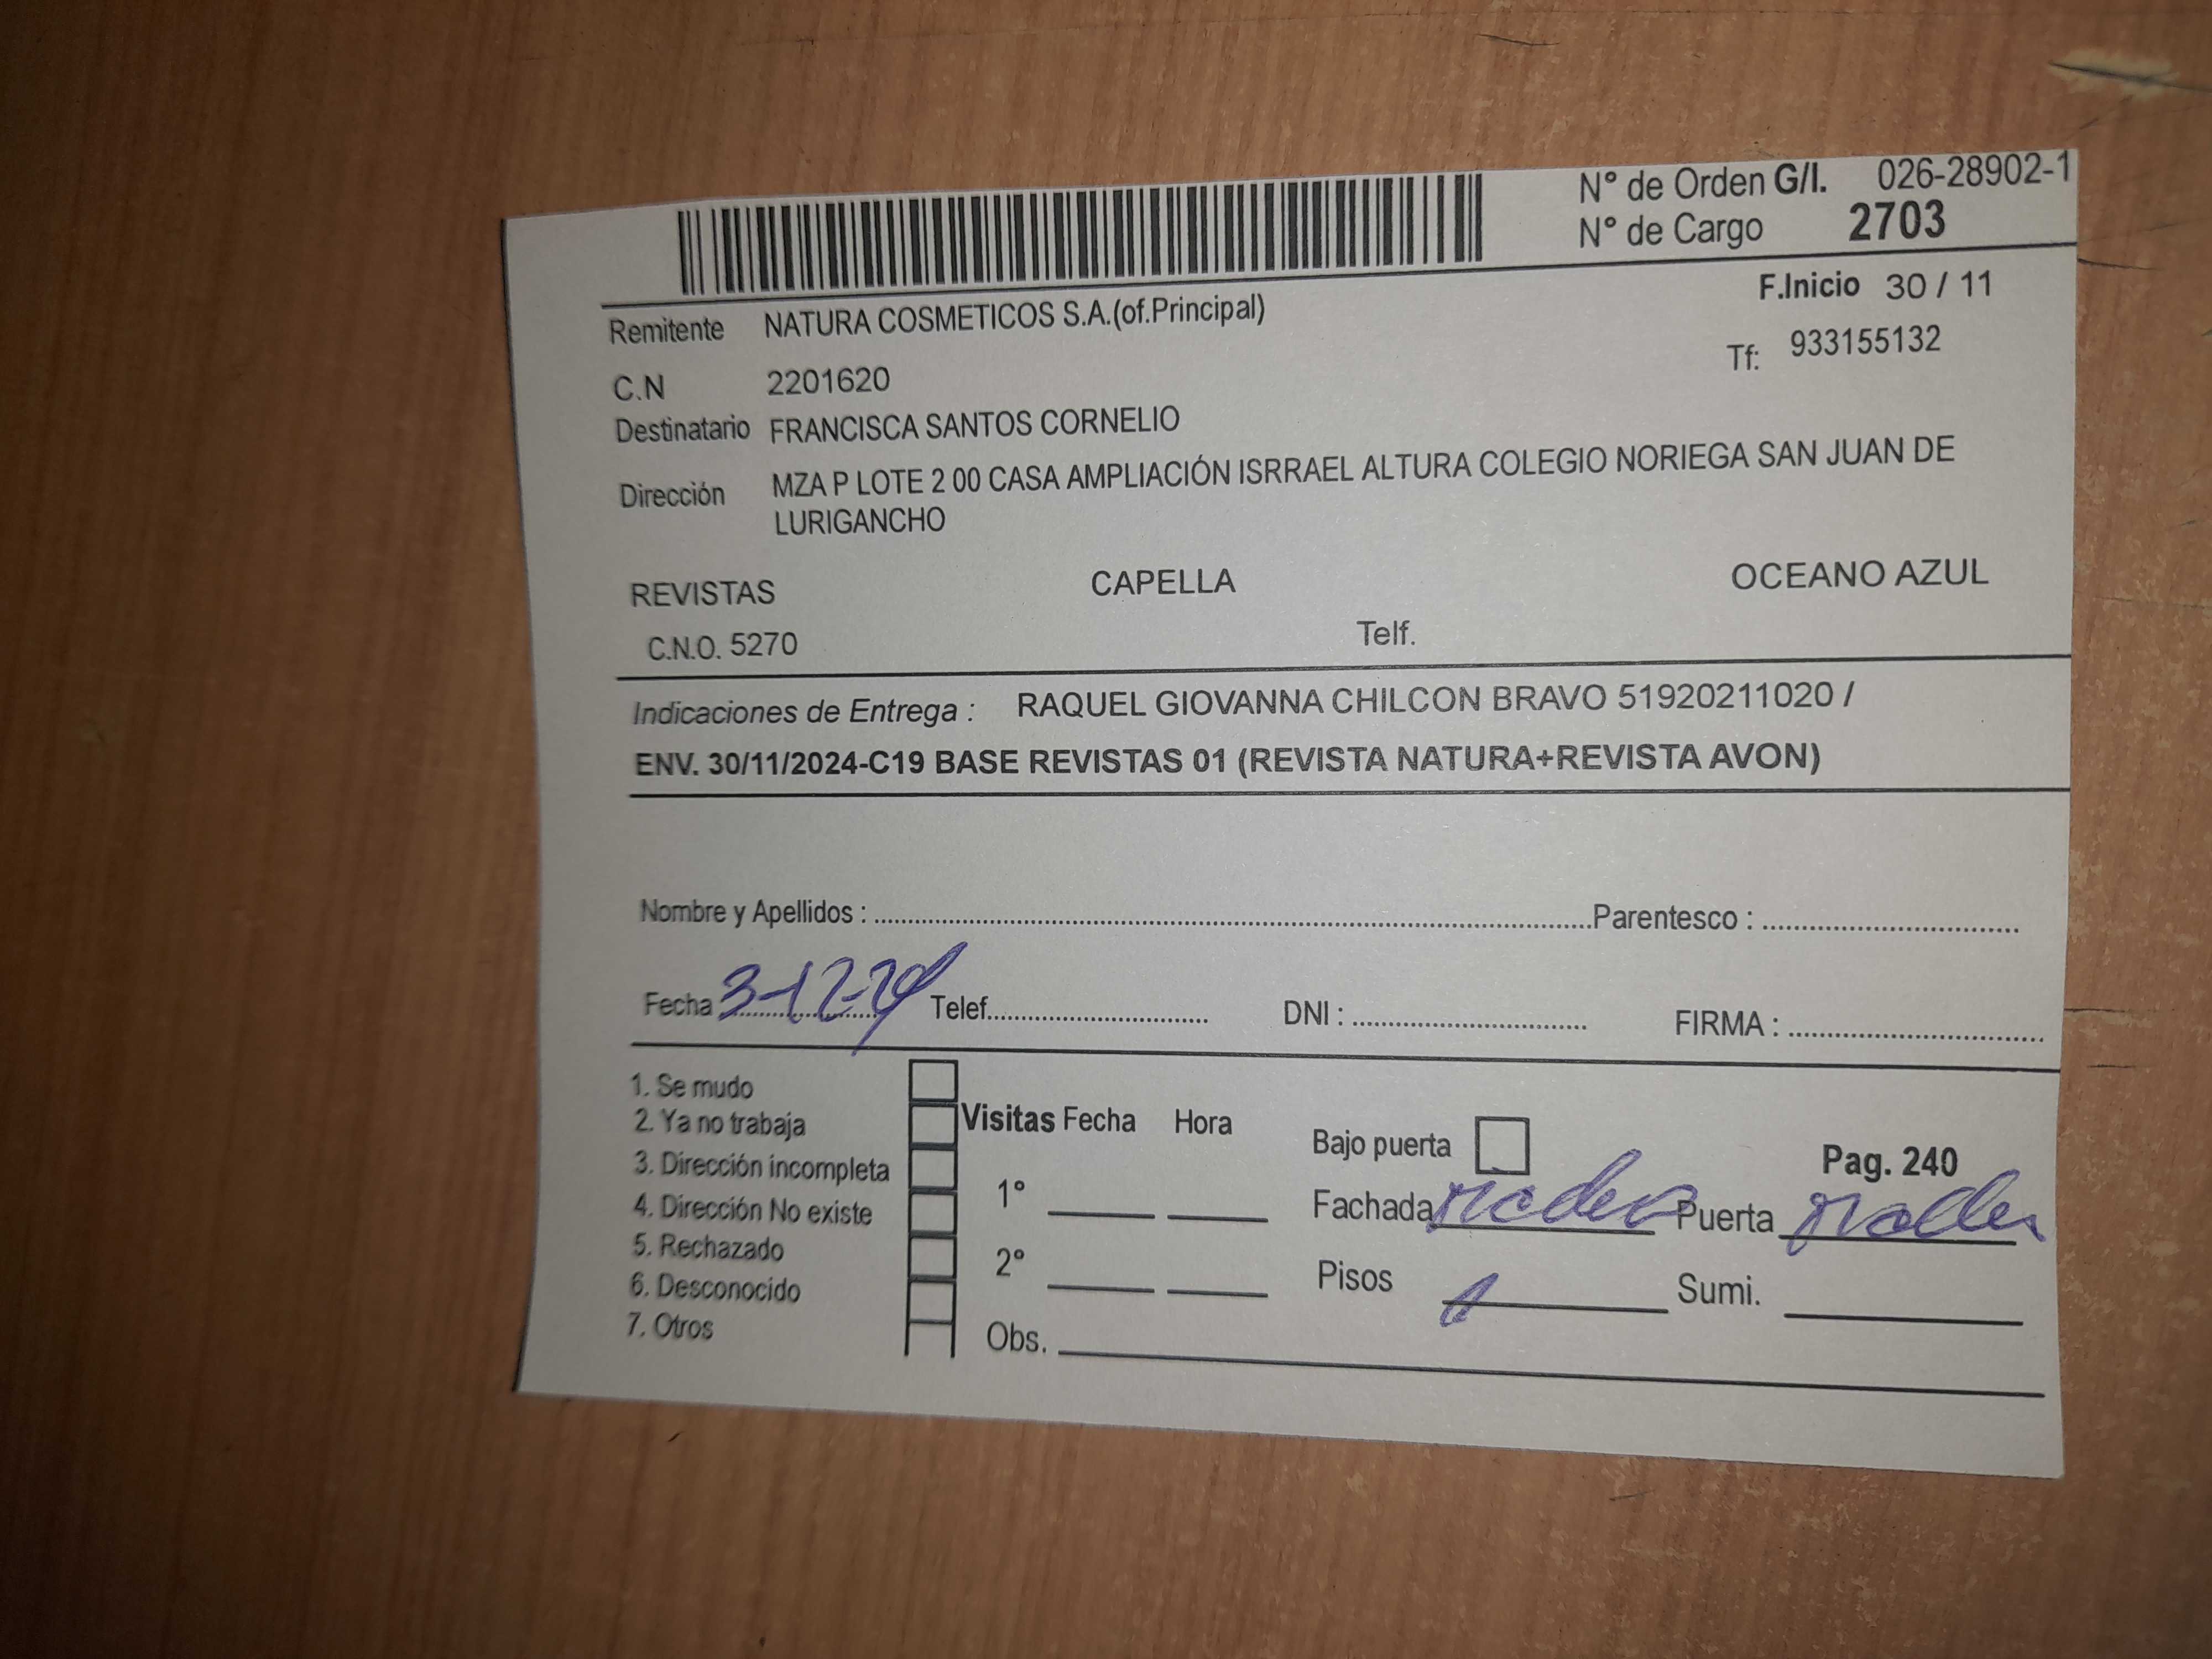 N° de Orden G/I. 026-28902-1
N° de Cargo 2703
F.Inicio 30 / 11
Remitente NATURA COSMETICOS S.A.(of.Principal)
Tf: 933155132
C.N 2201620
Destinatario FRANCISCA SANTOS CORNELIO
Dirección MZA P LOTE 2 00 CASA AMPLIACIÓN ISRRAEL ALTURA COLEGIO NORIEGA SAN JUAN DE
LURIGANCHO
REVISTAS CAPELLA OCEANO AZUL
C.N.O. 5270 Telf.
Indicaciones de Entrega : RAQUEL GIOVANNA CHILCON BRAVO 51920211020 /
ENV. 30/11/2024-C19 BASE REVISTAS 01 (REVISTA NATURA+REVISTA AVON)
Nombre y Apellidos : Parentesco :
Fecha 3-12-24 Telef. DNI : FIRMA :
1. Se mudo
2. Ya no trabaja
3. Dirección incompleta
4. Dirección No existe
5. Rechazado
6. Desconocido
7. Otros
Visitas Fecha Hora
1°
2°
Obs.
Bajo puerta Pag. 240
Fachada madera Puerta
Pisos 1 Sumi.